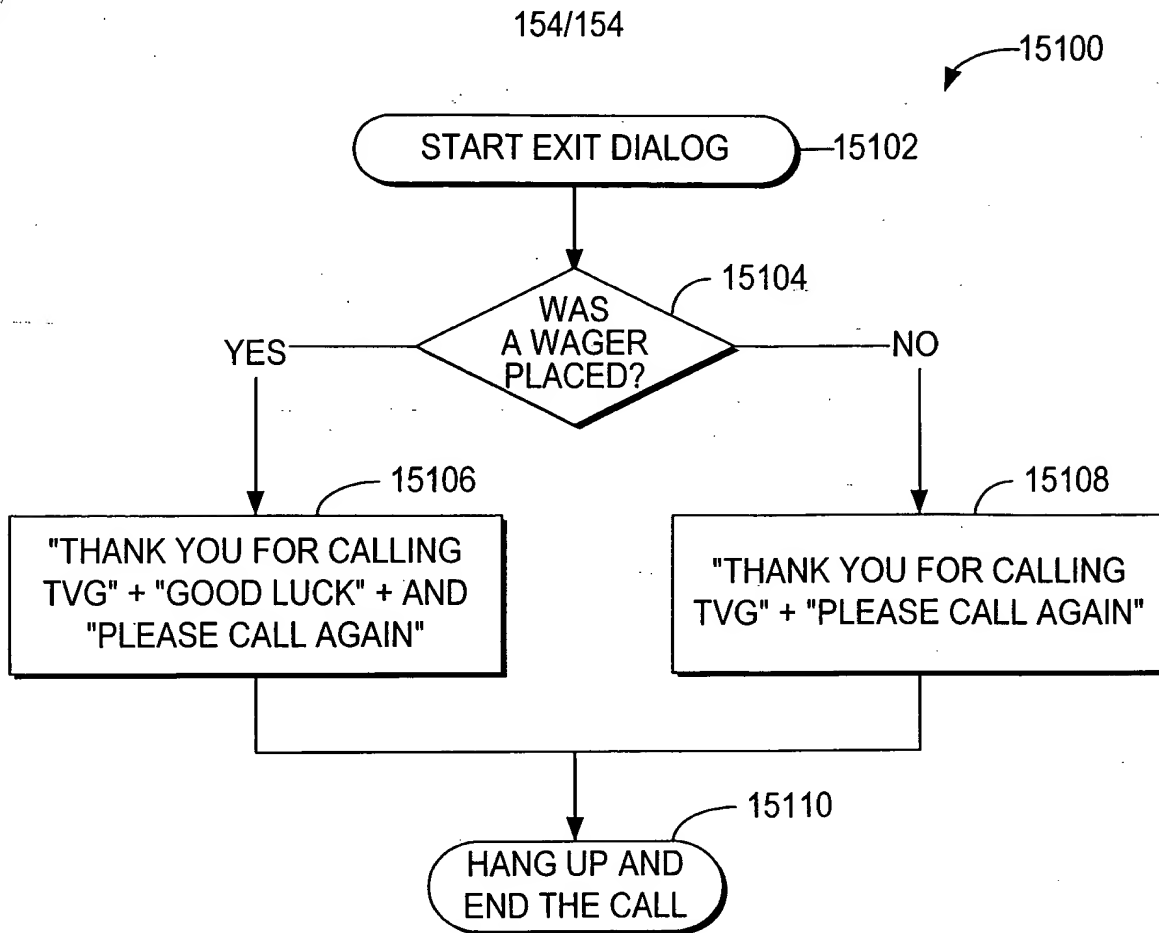 154/154
15100
START EXIT DIALOG
15102
15104
WAS
A WAGER
PLACED?
YES
NO
15106
"THANK YOU FOR CALLING
TVG" + "GOOD LUCK" + AND
"PLEASE CALL AGAIN"
15108
"THANK YOU FOR CALLING
TVG" + "PLEASE CALL AGAIN"
15110
HANG UP AND
END THE CALL